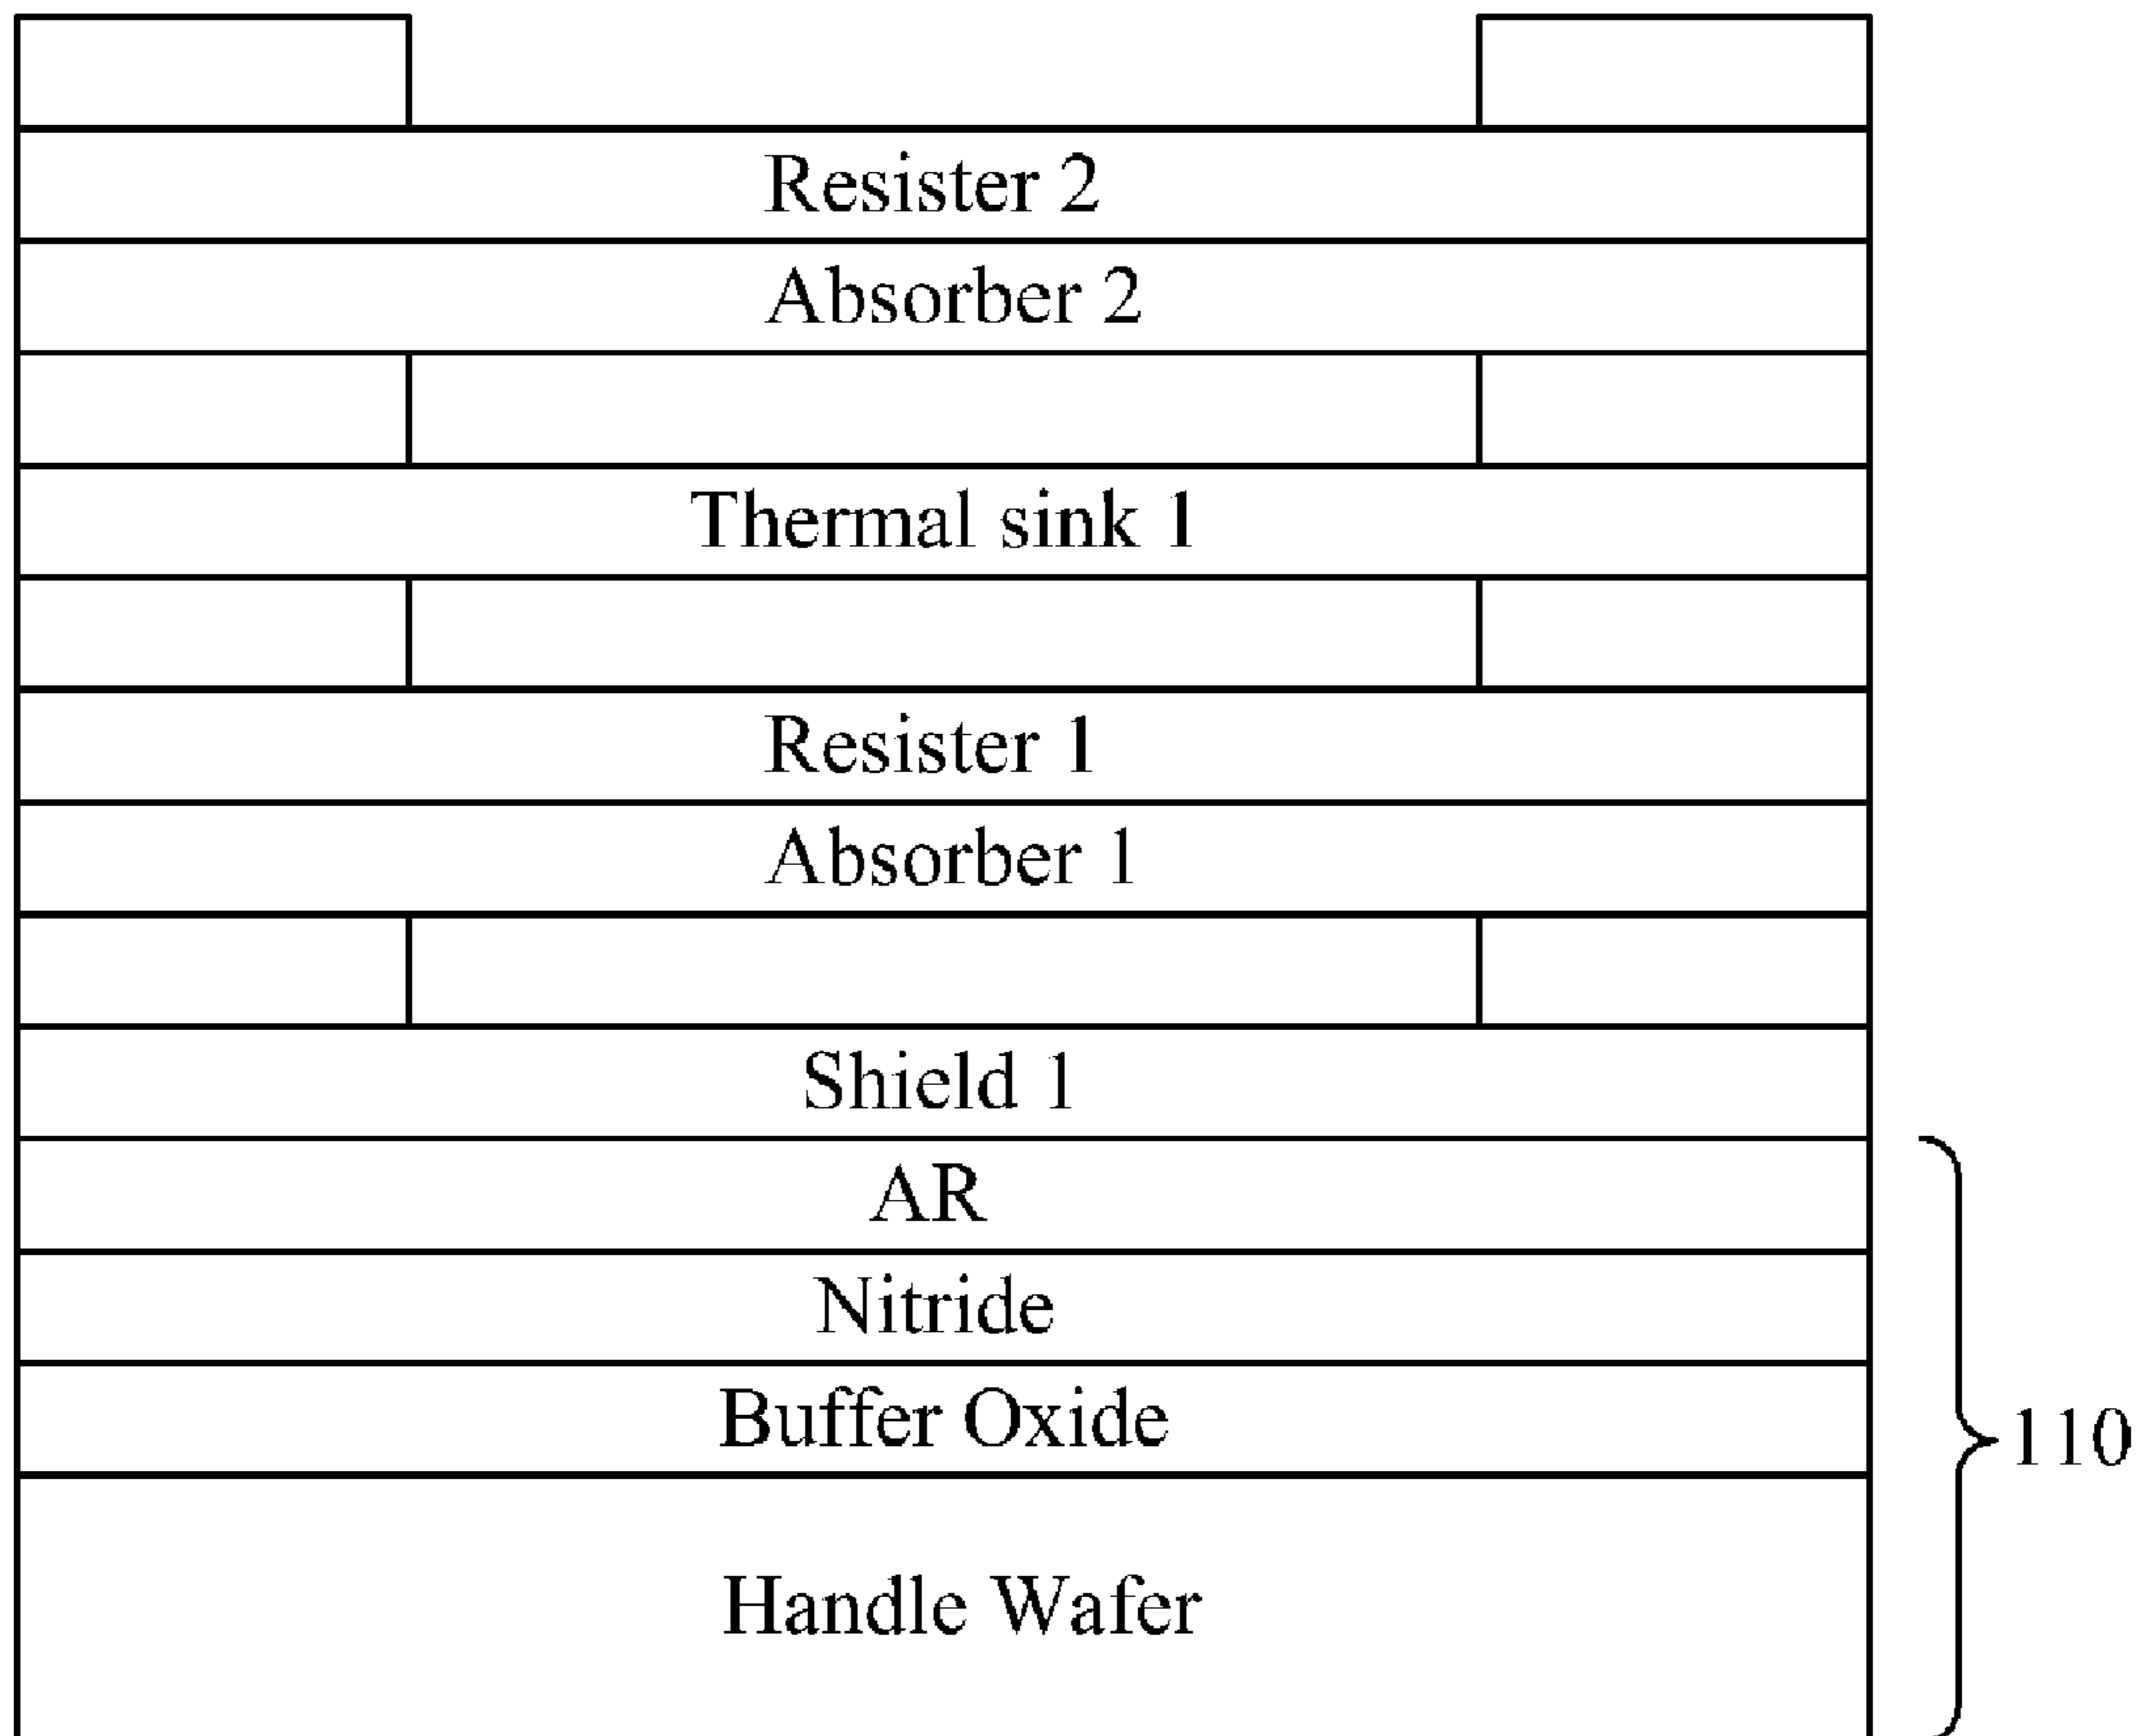 Resister 2
Absorber 2
Thermal sink 1
Resister 1
Absorber 1
Shield 1
AR
Nitride
Buffer Oxide
110
Handle Wafer